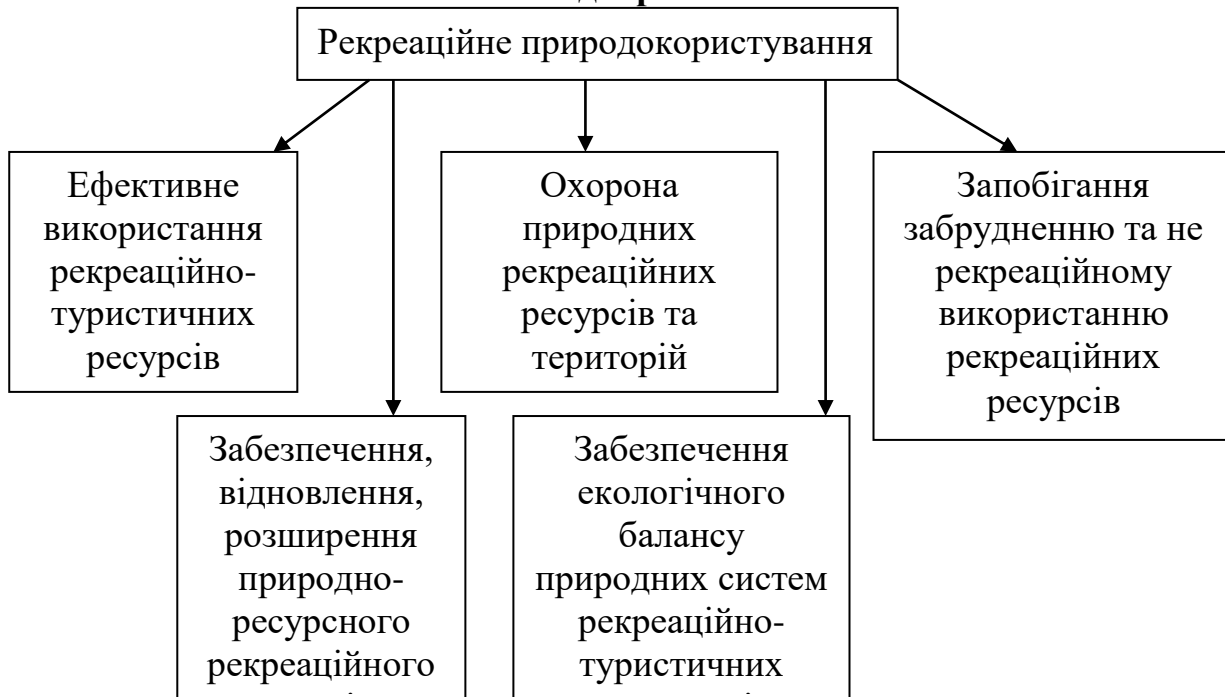 Рекреаційне природокористування
Ефективне
використання
рекреаційно-
туристичних
ресурсів
Охорона
природних
рекреаційних
ресурсів та
територій
Запобігання
забрудненню та не
рекреаційному
використанню
рекреаційних
ресурсів
Забезпечення,
відновлення,
розширення
природно-
ресурсного
рекреаційного
Забезпечення
екологічного
балансу
природних систем
рекреаційно-
туристичних